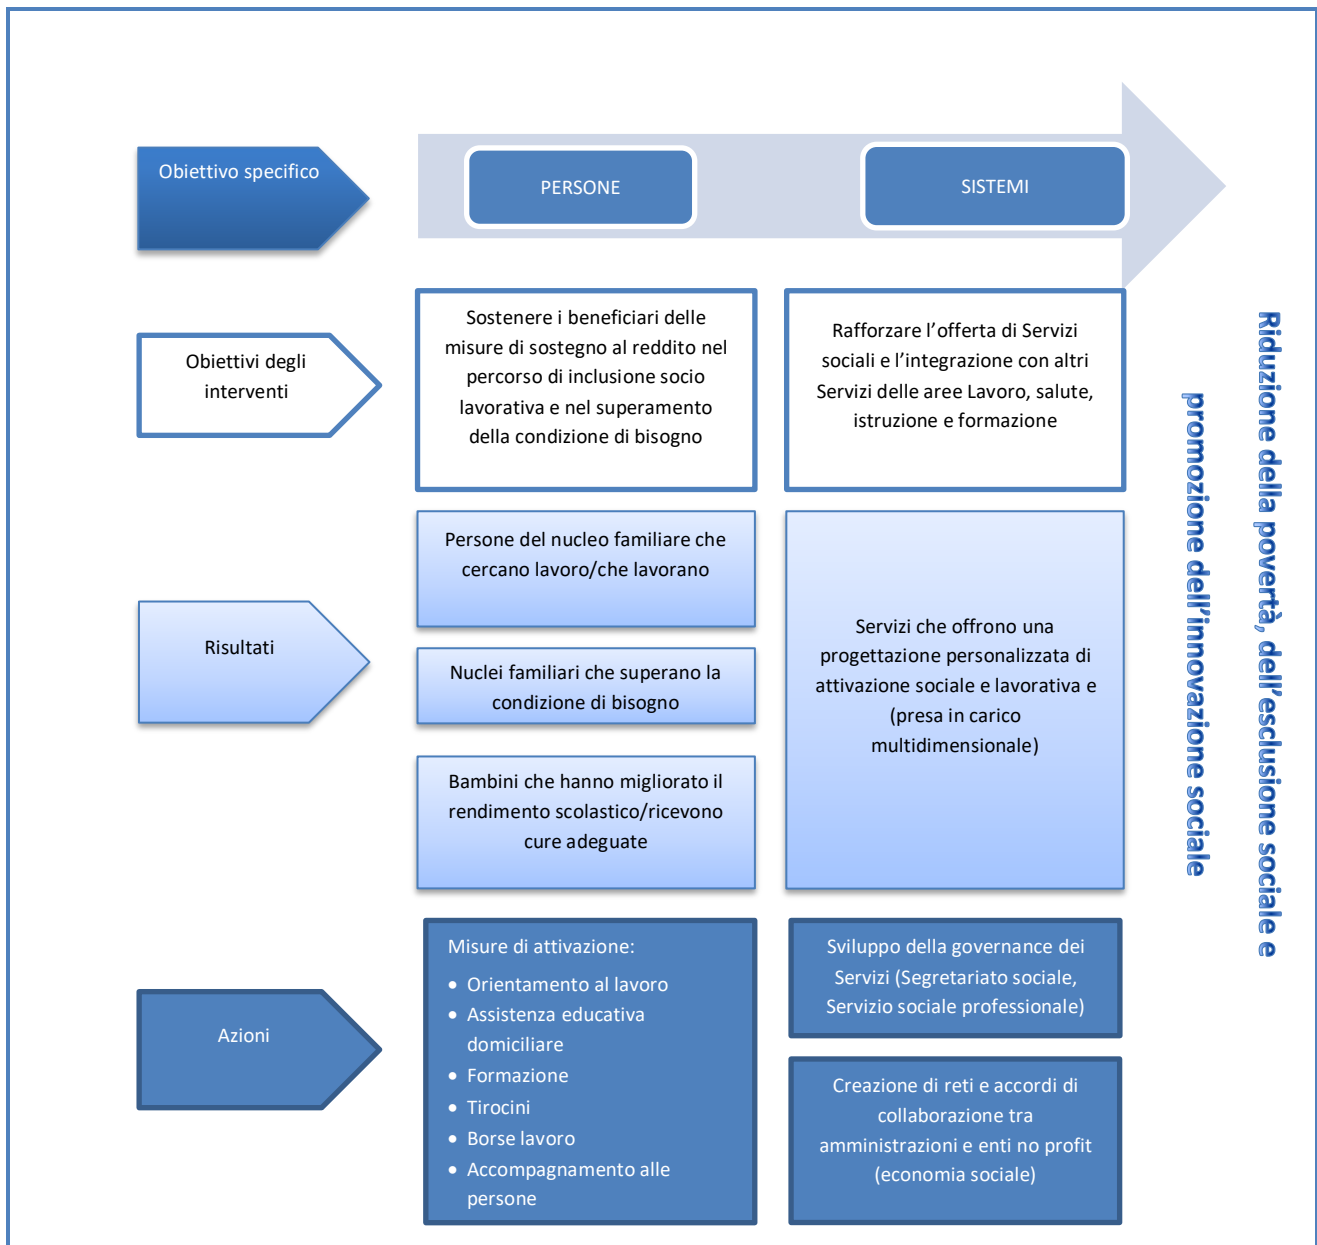 Obiettivo specifico
PERSONE
SISTEMI
Obiettivi degli
interventi
Sostenere i beneficiari delle
misure di sostegno al reddito nel
percorso di inclusione socio
lavorativa e nel superamento
della condizione di bisogno
Rafforzare l’offerta di Servizi
sociali e l’integrazione con altri
Servizi delle aree Lavoro, salute,
istruzione e formazione
Risultati
Persone del nucleo familiare che
cercano lavoro/che lavorano
Nuclei familiari che superano la
condizione di bisogno
Bambini che hanno migliorato il
rendimento scolastico/ricevono
cure adeguate
Servizi che offrono una
progettazione personalizzata di
attivazione sociale e lavorativa e
(presa in carico
multidimensionale)
Azioni
Misure di attivazione:
• Orientamento al lavoro
• Assistenza educativa
domiciliare
• Formazione
• Tirocini
• Borse lavoro
• Accompagnamento alle
persone
Sviluppo della governance dei
Servizi (Segretariato sociale,
Servizio sociale professionale)
Creazione di reti e accordi di
collaborazione tra
amministrazioni e enti no profit
(economia sociale)
Riduzione della povertà, dell’esclusione sociale e
promozione dell’innovazione sociale